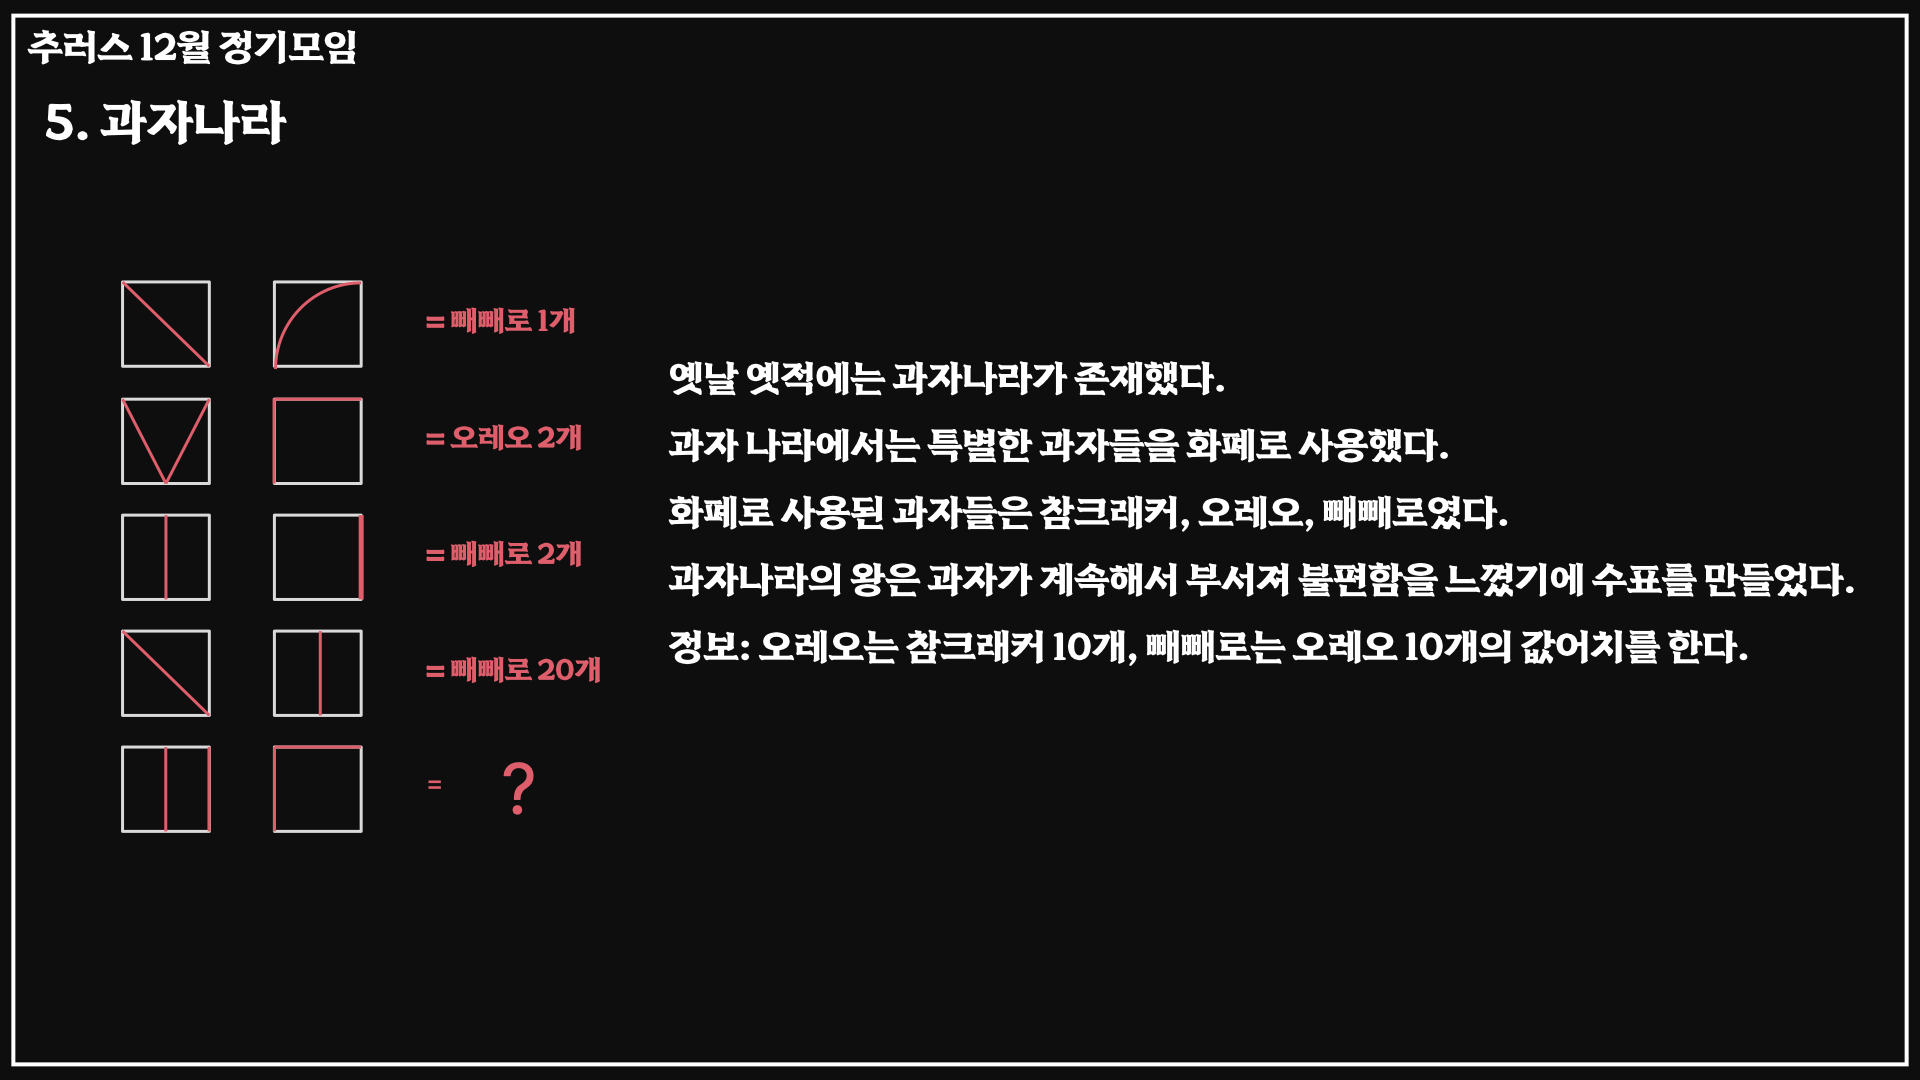 추러스 12월 정기모임
5. 과자나라
= 빼빼로 1개
= 오레오 2개
= 빼빼로 2개
= 빼빼로 20개
= ?
옛날 옛적에는 과자나라가 존재했다.
과자 나라에서는 특별한 과자들을 화폐로 사용했다.
화폐로 사용된 과자들은 참크래커, 오레오, 빼빼로였다.
과자나라의 왕은 과자가 계속해서 부서져 불편함을 느꼈기에 수표를 만들었다.
정보: 오레오는 참크래커 10개, 빼빼로는 오레오 10개의 값어치를 한다.